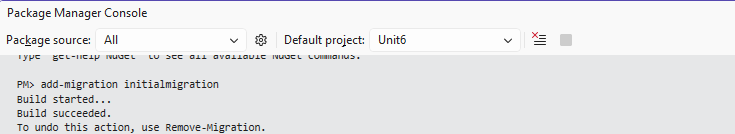 Package Manager Console
Package source: All Default project: Unit6
Type 'get-help NuGet' to see all available NuGet commands.
PM> add-migration initialmigration
Build started...
Build succeeded.
To undo this action, use Remove-Migration.